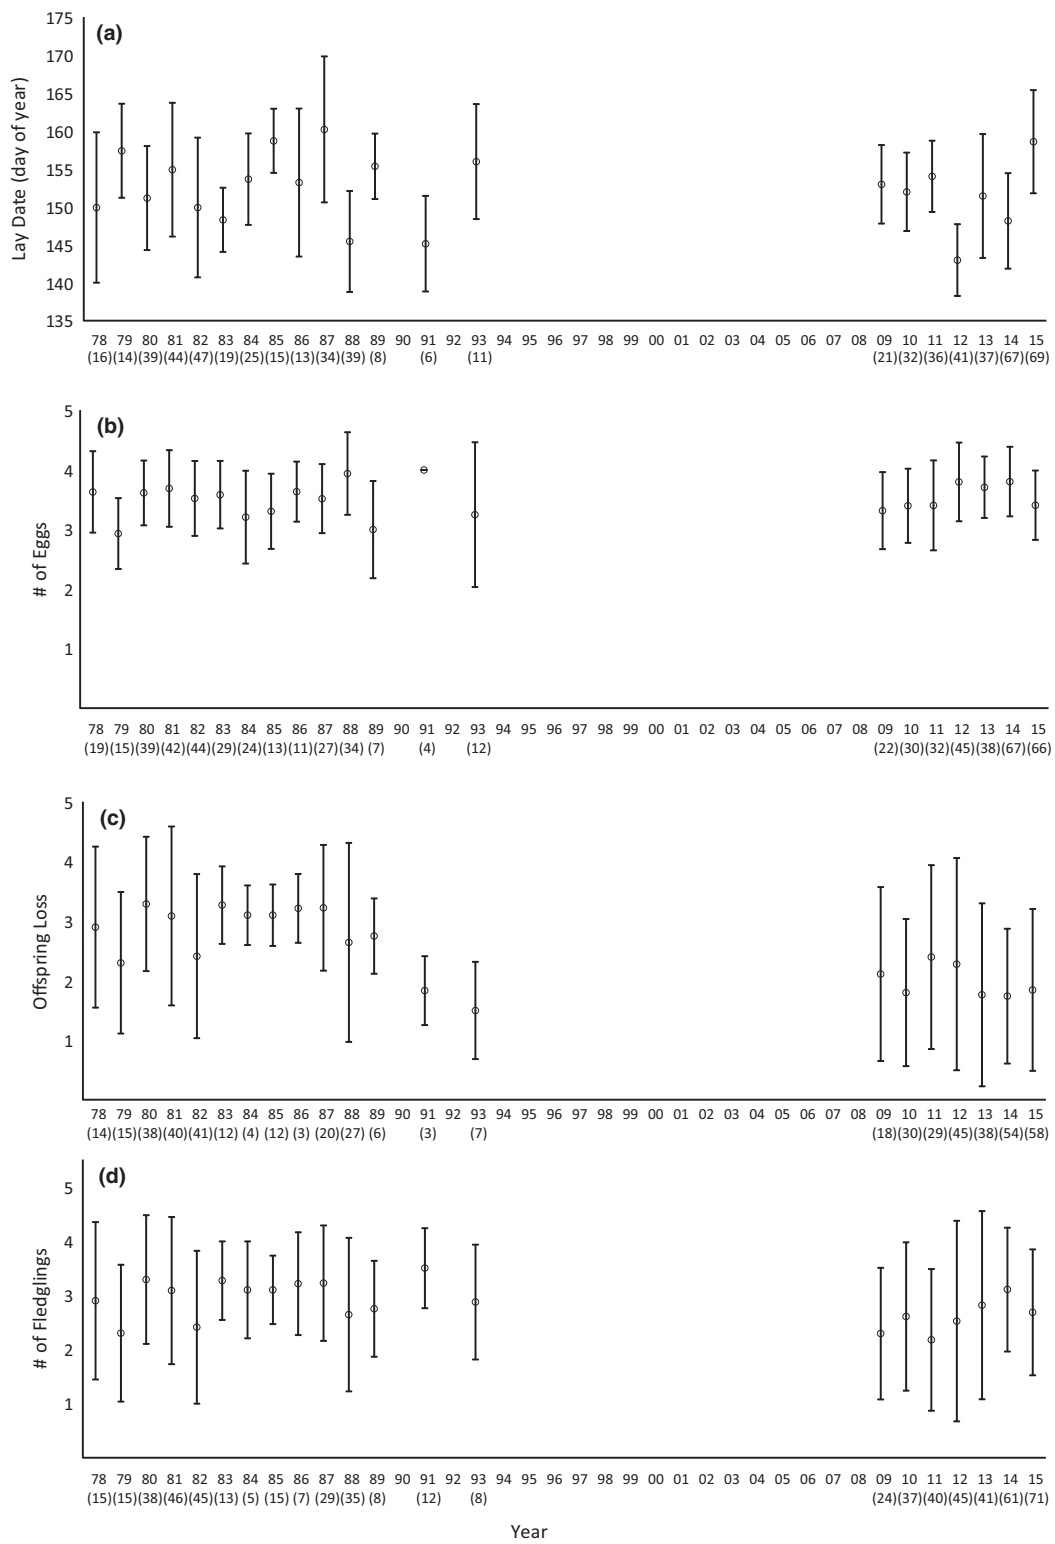 (a)
Lay Date (day of year)
175
170
165
160
155
150
145
140
135
78 79 80 81 82 83 84 15 86 87 88 89 90 91 92 93 94 95 96 97 98 99 00 01 02 03 04 05 06 07 08 09 10 11 12 13 14 15
(16) (14) (39) (44) (47) (19) (25) (15) (13) (34) (39) (8) (6) (11) (21) (32) (36) (41) (37) (67) (69)
(b)
# of Eggs
5
4
3
2
1
78 79 80 81 82 83 84 85 86 87 88 89 90 91 92 93 94 95 96 97 98 99 00 01 02 03 04 05 06 07 08 09 10 11 12 13 14 15
(19) (15) (39) (42) (44) (29) (24) (13) (11) (27) (34) (7) (4) (12) (22) (30) (32) (45) (38) (67) (66)
(c)
Offspring Loss
5
4
3
2
1
78 79 80 81 82 83 84 85 86 87 88 89 90 91 92 93 94 95 96 97 98 99 00 01 02 03 04 05 06 07 08 09 10 11 12 13 14 15
(14) (15) (38) (40) (41) (12) (4) (12) (3) (20) (27) (6) (3) (7) (18) (30) (29) (45) (38) (54) (58)
(d)
# of Fledglings
5
4
3
2
1
78 79 80 81 82 83 84 85 86 87 88 89 90 91 92 93 94 95 96 97 98 99 00 01 02 03 04 05 06 07 08 09 10 11 12 13 14 15
(15) (15) (38) (46) (45) (13) (5) (15) (7) (29) (35) (8) (12) (8) (24) (37) (40) (45) (41) (61) (71)
Year